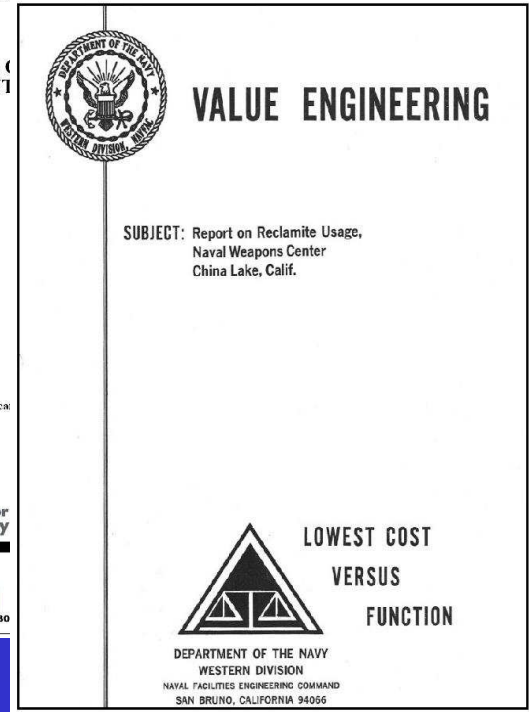 DEPARTMENT OF THE NAVY
WESTERN DIVISION, NAVFAC
VALUE ENGINEERING
SUBJECT: Report on Reclamite Usage,
Naval Weapons Center
China Lake, Calif.
LOWEST COST
VERSUS
FUNCTION
DEPARTMENT OF THE NAVY
WESTERN DIVISION
NAVAL FACILITIES ENGINEERING COMMAND
SAN BRUNO, CALIFORNIA 94066